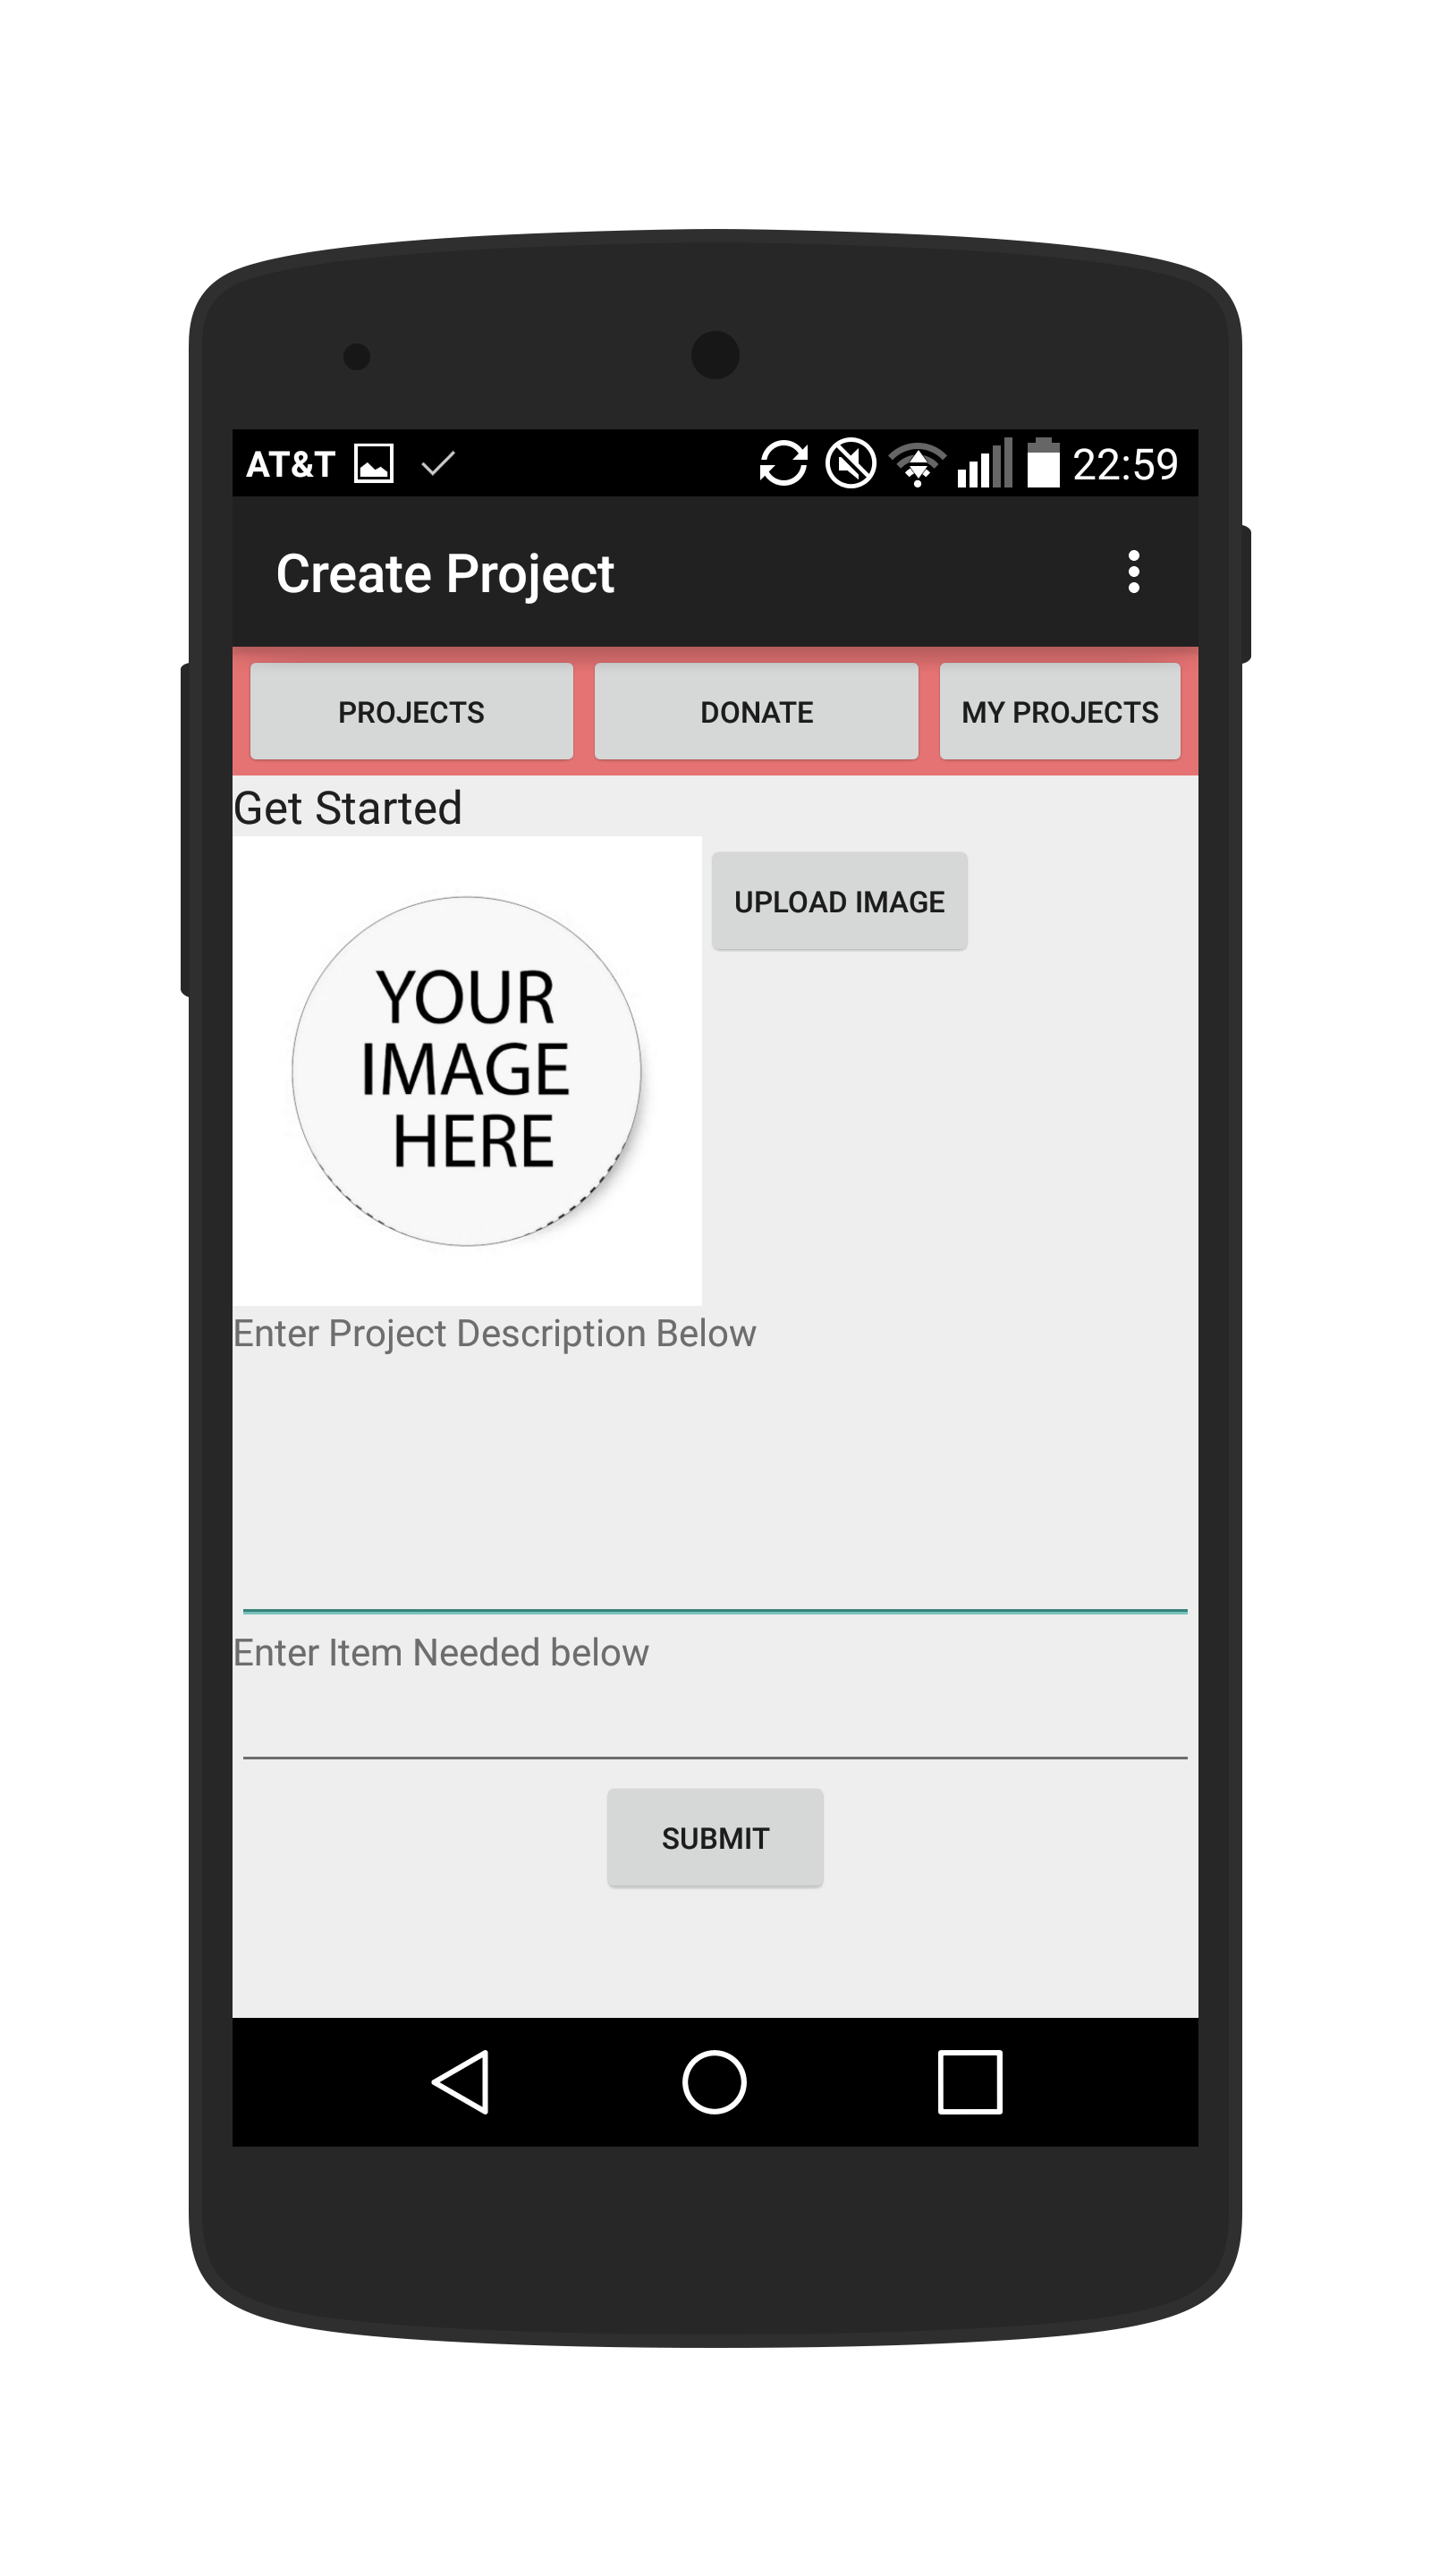 AT&T 22:59
Create Project
PROJECTS DONATE MY PROJECTS
Get Started
UPLOAD IMAGE
YOUR
IMAGE
HERE
Enter Project Description Below
Enter Item Needed below
SUBMIT